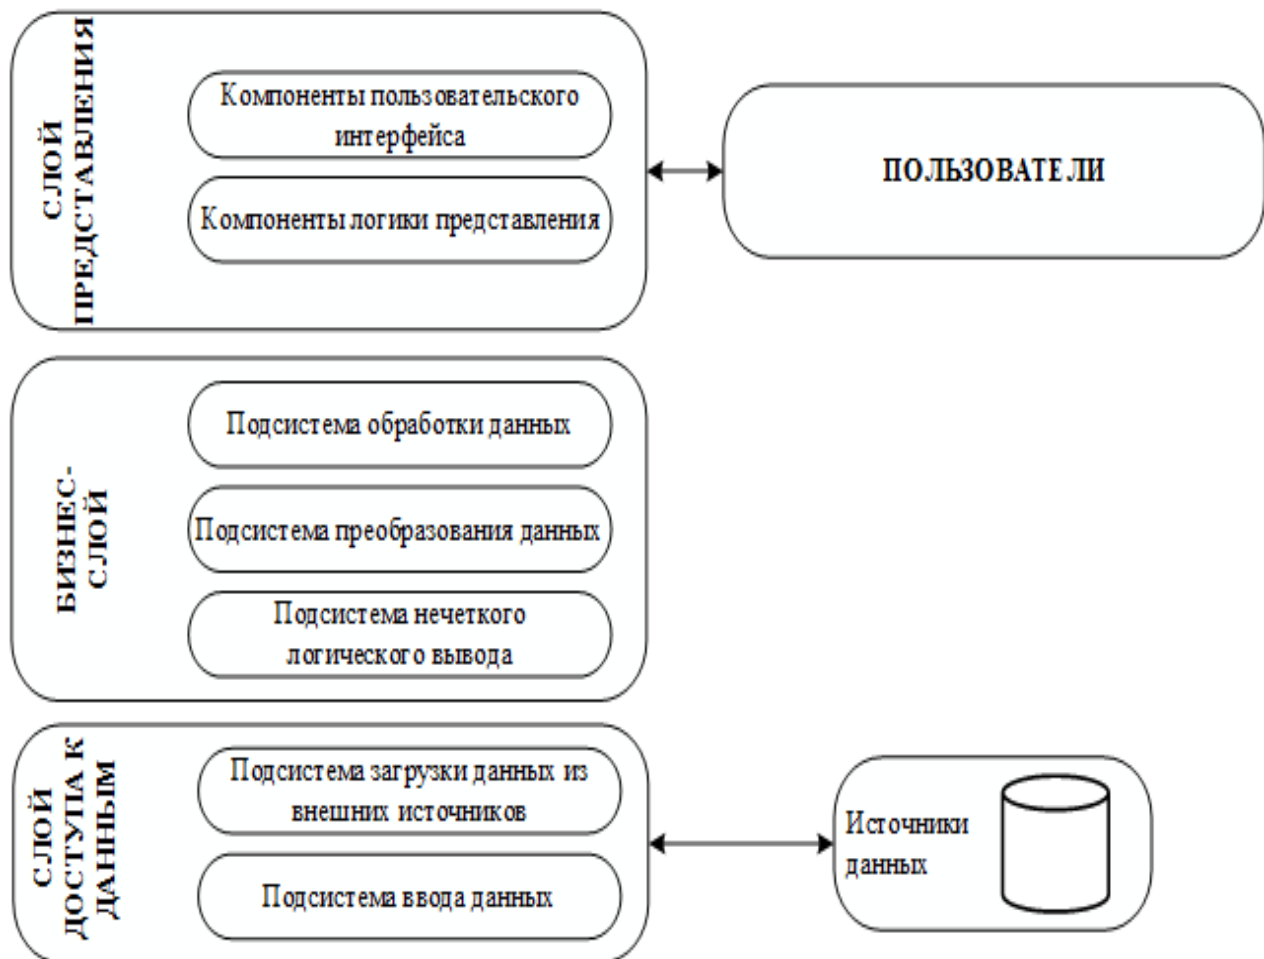 СЛОЙ
ПРЕДСТАВЛЕНИЯ
Компоненты пользовательского
интерфейса
Компоненты логики представления
ПОЛЬЗОВАТЕЛИ
БИЗНЕС-
СЛОЙ
Подсистема обработки данных
Подсистема преобразования данных
Подсистема нечеткого
логического вывода
СЛОЙ
ДОСТУПА К
ДАННЫМ
Подсистема загрузки данных из
внешних источников
Подсистема ввода данных
Источники
данных